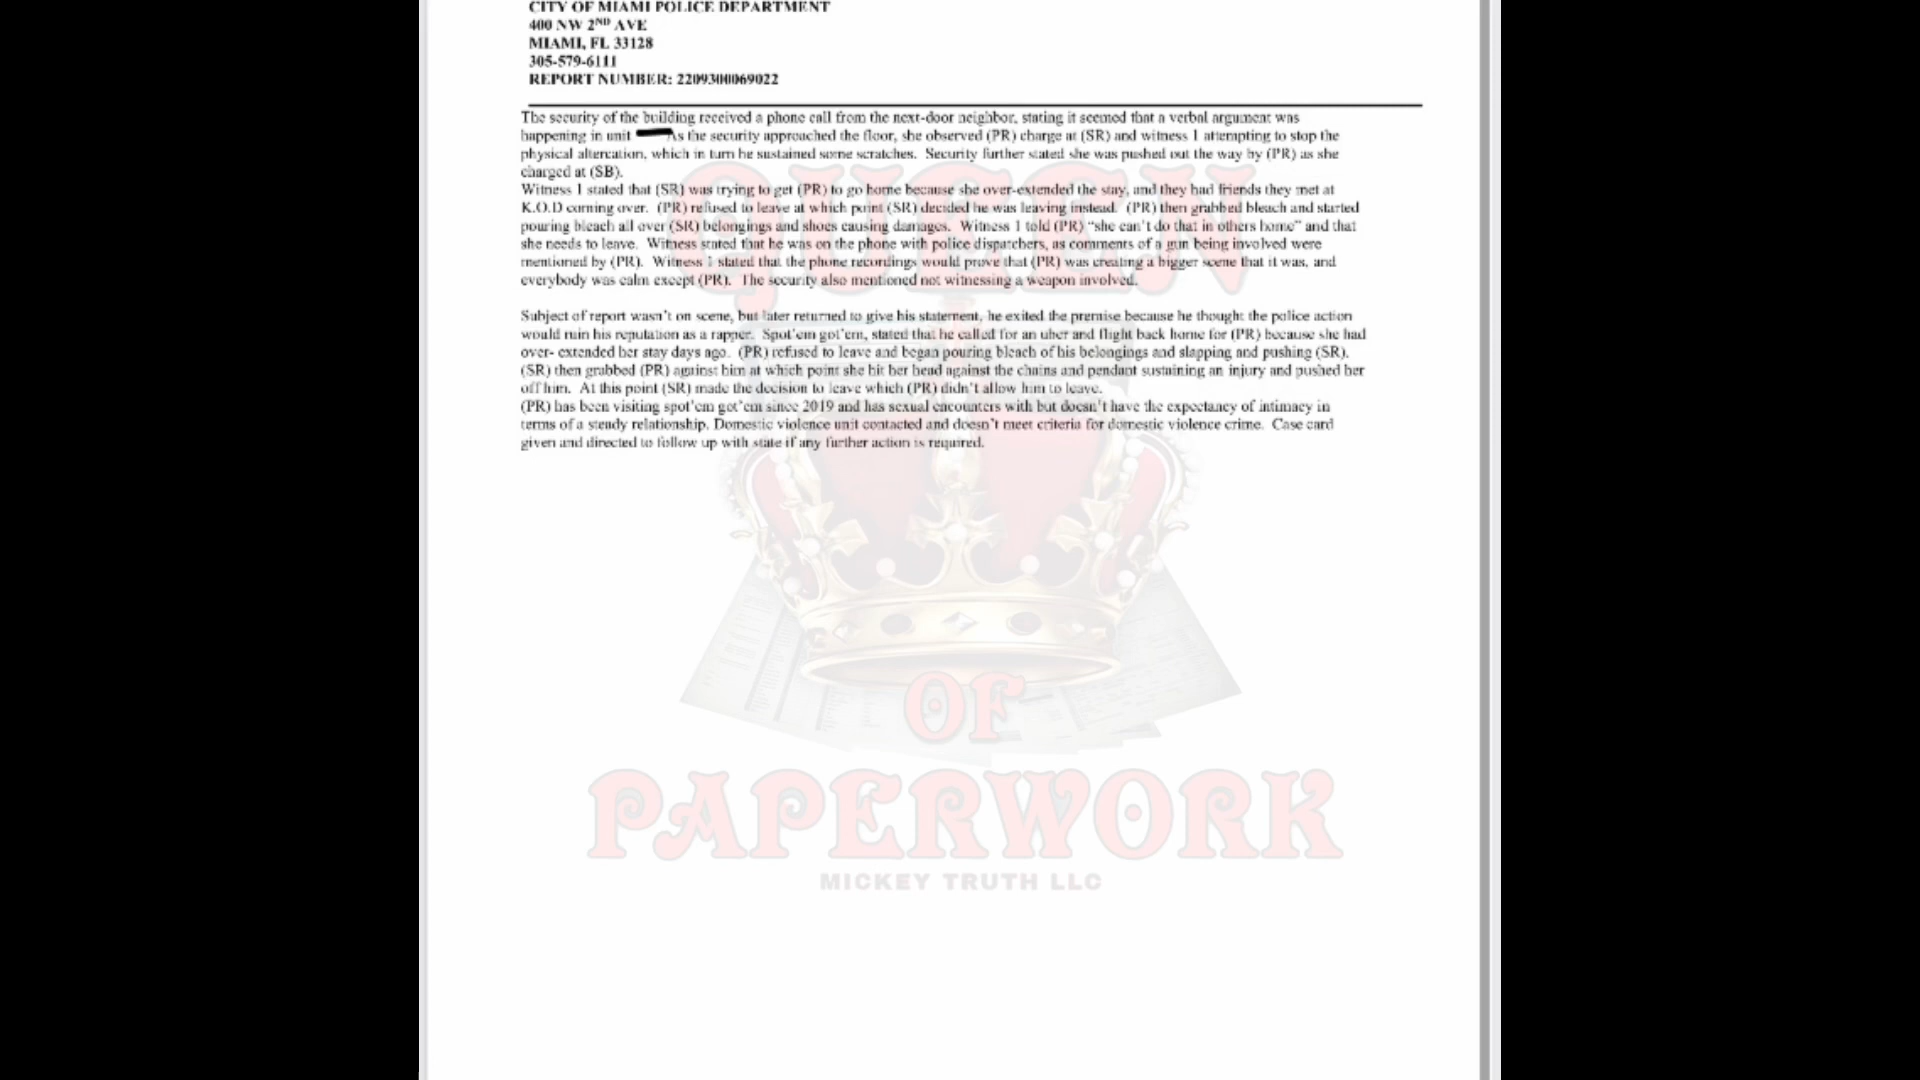 CITY OF MIAMI POLICE DEPARTMENT
400 NW 2ND AVE
MIAMI, FL 33128
305-579-6111
REPORT NUMBER: 2209300069022
The security of the building received a phone call from the next-door neighbor, stating it seemed that a verbal argument was
happening in unit As the security approached the floor, she observed (PR) charge at (SR) and witness 1 attempting to stop the
physical altercation, which in turn he sustained some scratches. Security further stated she was pushed out the way by (PR) as she
charged at (SB).
Witness 1 stated that (SR) was trying to get (PR) to go home because she over-extended the stay, and they had friends they met at
K.O.D coming over. (PR) refused to leave at which point (SR) decided he was leaving instead. (PR) then grabbed bleach and started
pouring bleach all over (SR) belongings and shoes causing damages. Witness 1 told (PR) “she can’t do that in others home” and that
she needs to leave. Witness stated that he was on the phone with police dispatchers, as comments of a gun being involved were
mentioned by (PR). Witness 1 stated that the phone recordings would prove that (PR) was creating a bigger scene that it was, and
everybody was calm except (PR). The security also mentioned not witnessing a weapon involved.
Subject of report wasn’t on scene, but later returned to give his statement, he exited the premise because he thought the police action
would ruin his reputation as a rapper. Spot’em got’em, stated that he called for an uber and flight back home for (PR) because she had
over- extended her stay days ago. (PR) refused to leave and began pouring bleach of his belongings and slapping and pushing (SR).
(SR) then grabbed (PR) against him at which point she hit her head against the chains and pendant sustaining an injury and pushed her
off him. At this point (SR) made the decision to leave which (PR) didn’t allow him to leave.
(PR) has been visiting spot’em got’em since 2019 and has sexual encounters with but doesn’t have the expectancy of intimacy in
terms of a steady relationship. Domestic violence unit contacted and doesn’t meet criteria for domestic violence crime. Case card
given and directed to follow up with state if any further action is required.
QUEEN
OF
PAPERWORK
MICKEY TRUTH LLC